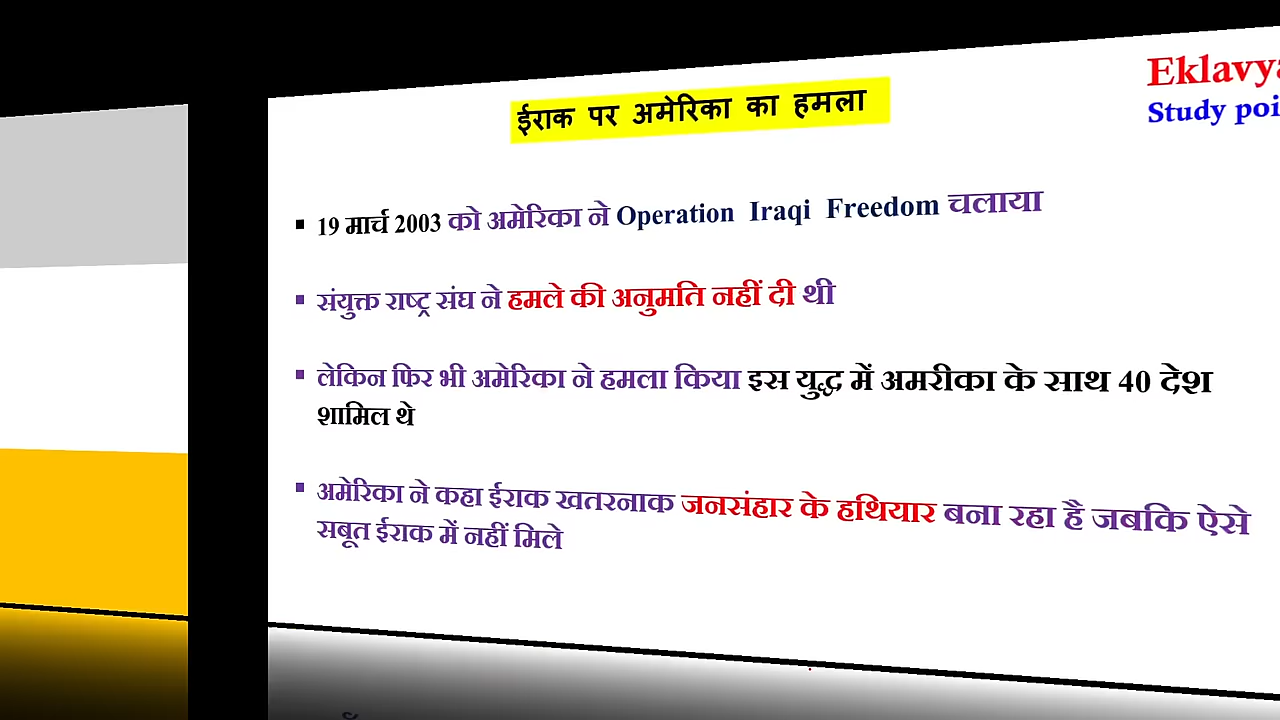 Eklavya
Study poi
ईराक पर अमेरिका का हमला
▪ 19 मार्च 2003 को अमेरिका ने Operation Iraqi Freedom चलाया
▪ संयुक्त राष्ट्र संघ ने हमले की अनुमति नहीं दी थी
▪ लेकिन फिर भी अमेरिका ने हमला किया इस युद्ध में अमरीका के साथ 40 देश
शामिल थे
▪ अमेरिका ने कहा ईराक खतरनाक जनसंहार के हथियार बना रहा है जबकि ऐसे
सबूत ईराक में नहीं मिले